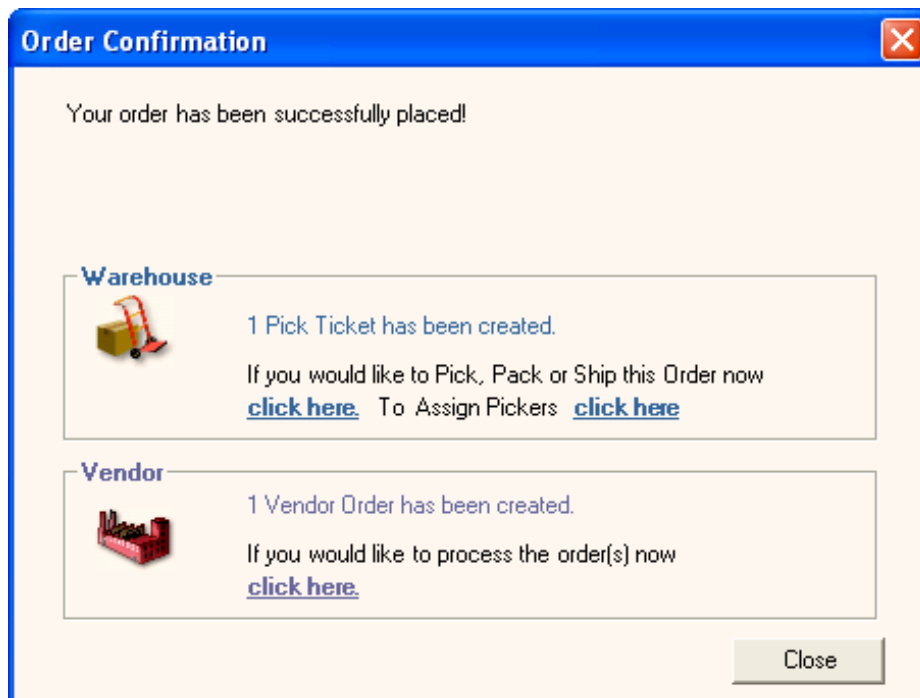 Order Confirmation
Your order has been successfully placed!
Warehouse
1 Pick Ticket has been created.
If you would like to Pick, Pack or Ship this Order now
click here. To Assign Pickers click here
Vendor
1 Vendor Order has been created.
If you would like to process the order(s) now
click here.
Close